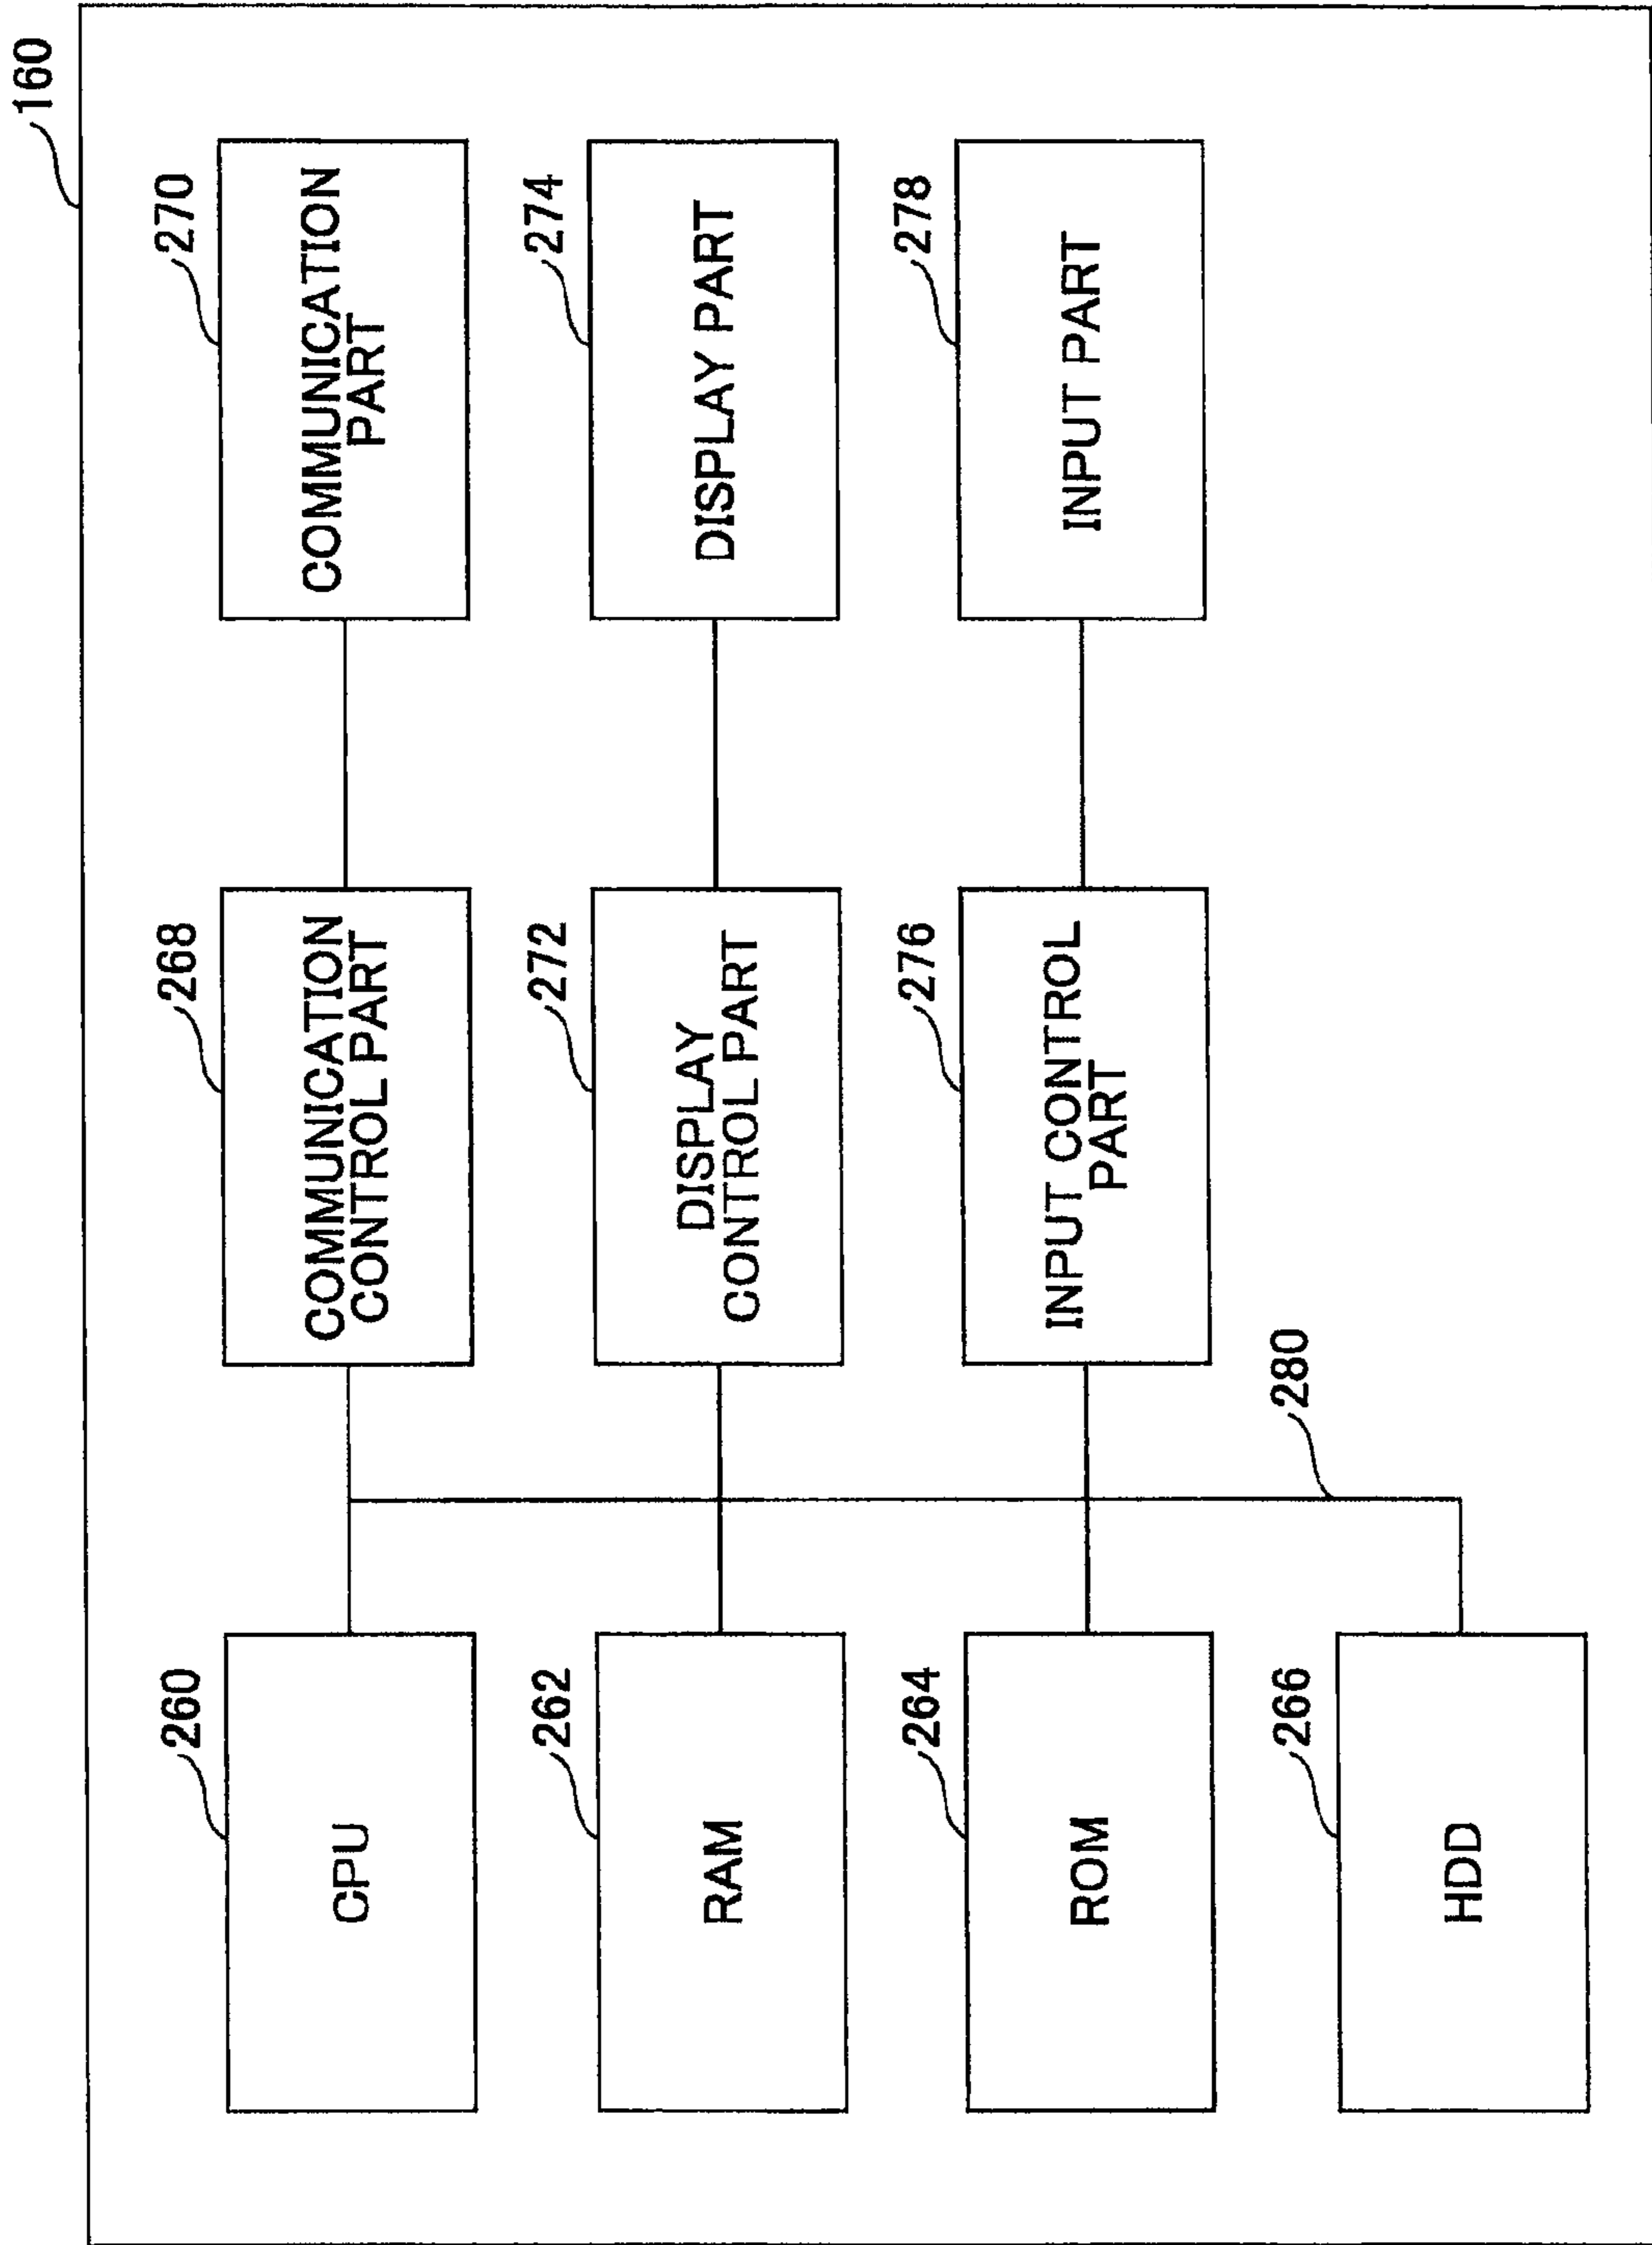 160
260
CPU
268
COMMUNICATION
CONTROL PART
270
COMMUNICATION
PART
262
RAM
272
DISPLAY
CONTROL PART
274
DISPLAY PART
264
ROM
276
INPUT CONTROL
PART
278
INPUT PART
266
HDD
280